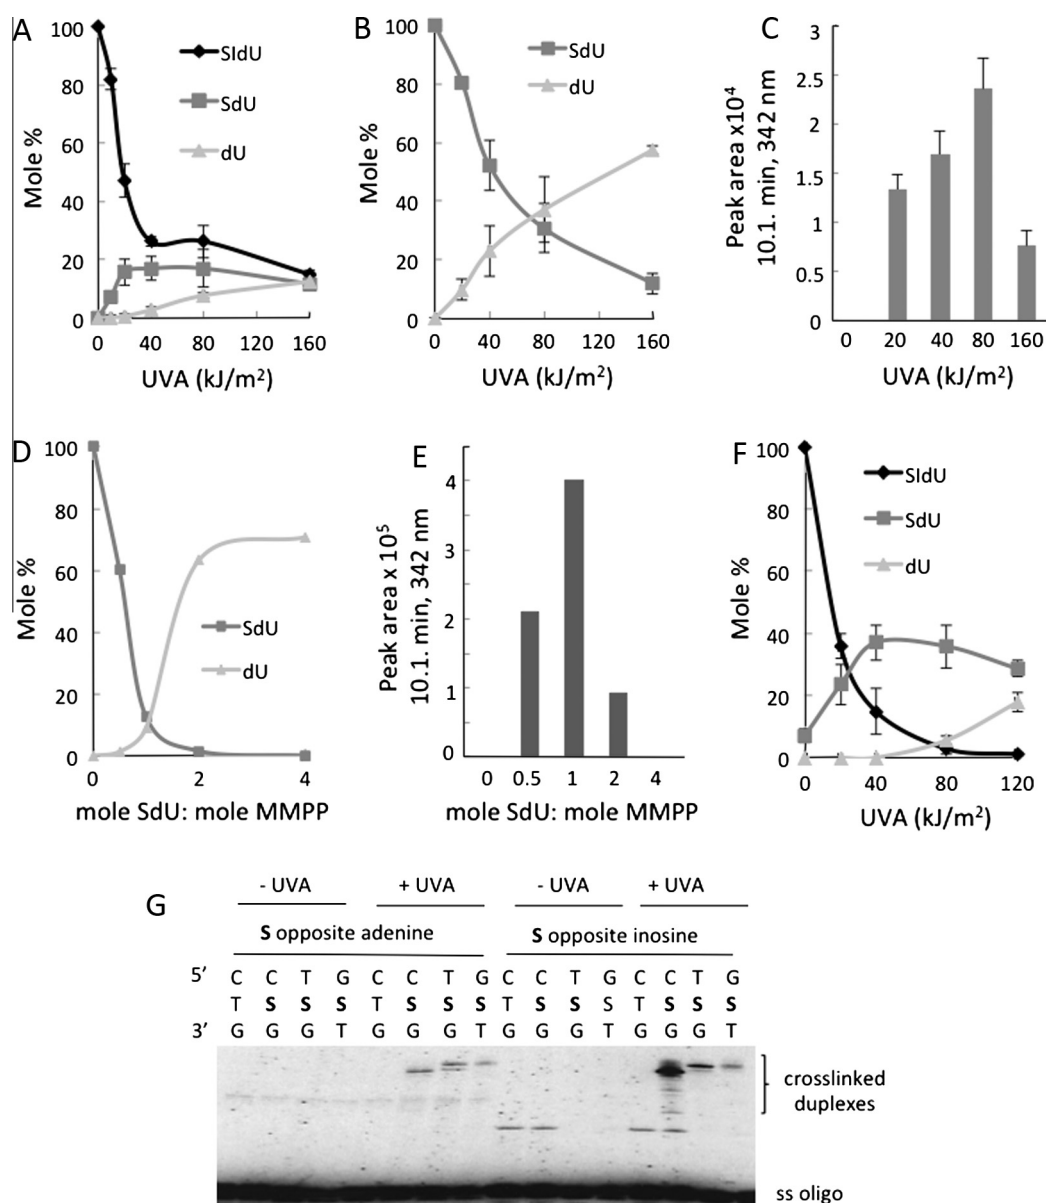 A
100
80
60
40
20
0
Mole %
SIdU
SdU
dU
0 40 80 120 160
UVA (kJ/m²)
B
100
80
60
40
20
0
Mole %
SdU
dU
0 40 80 120 160
UVA (kJ/m²)
C
3
2.5
2
1.5
1
0.5
0
Peak area x10⁴
10.1. min, 342 nm
0 20 40 80 160
UVA (kJ/m²)
D
100
80
60
40
20
0
Mole %
SdU
dU
0 2 4
mole SdU: mole MMPP
E
4
3
2
1
0
Peak area x 10⁵
10.1. min, 342 nm
0 0.5 1 2 4
mole SdU: mole MMPP
F
100
80
60
40
20
0
Mole %
SIdU
SdU
dU
0 40 80 120
UVA (kJ/m²)
G
- UVA + UVA - UVA + UVA
S opposite adenine S opposite inosine
5' C C T G C C T G C C T G C C T G
T S S S T S S S T S S S T S S S
3' G G G T G G G T G G G T G G G T
crosslinked
duplexes
ss oligo